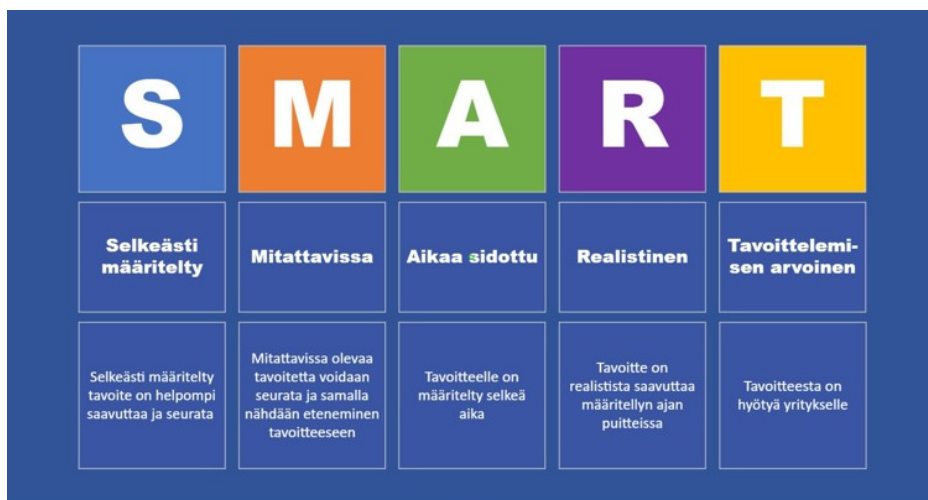 S M A R T
Selkeästi
määritelty
Mitattavissa
Aikaa sidottu
Realistinen
Tavoittelemi-
sen arvoinen
Selkeästi määritelty
tavoite on helpompi
saavuttaa ja seurata
Mitattavissa olevaa
tavoitetta voidaan
seurata ja samalla
nähdään eteneminen
tavoitteeseen
Tavoitteelle on
määritelty selkeä
aika
Tavoite on
realistista saavuttaa
määritellyn ajan
puitteissa
Tavoitteesta on
hyötyä yritykselle